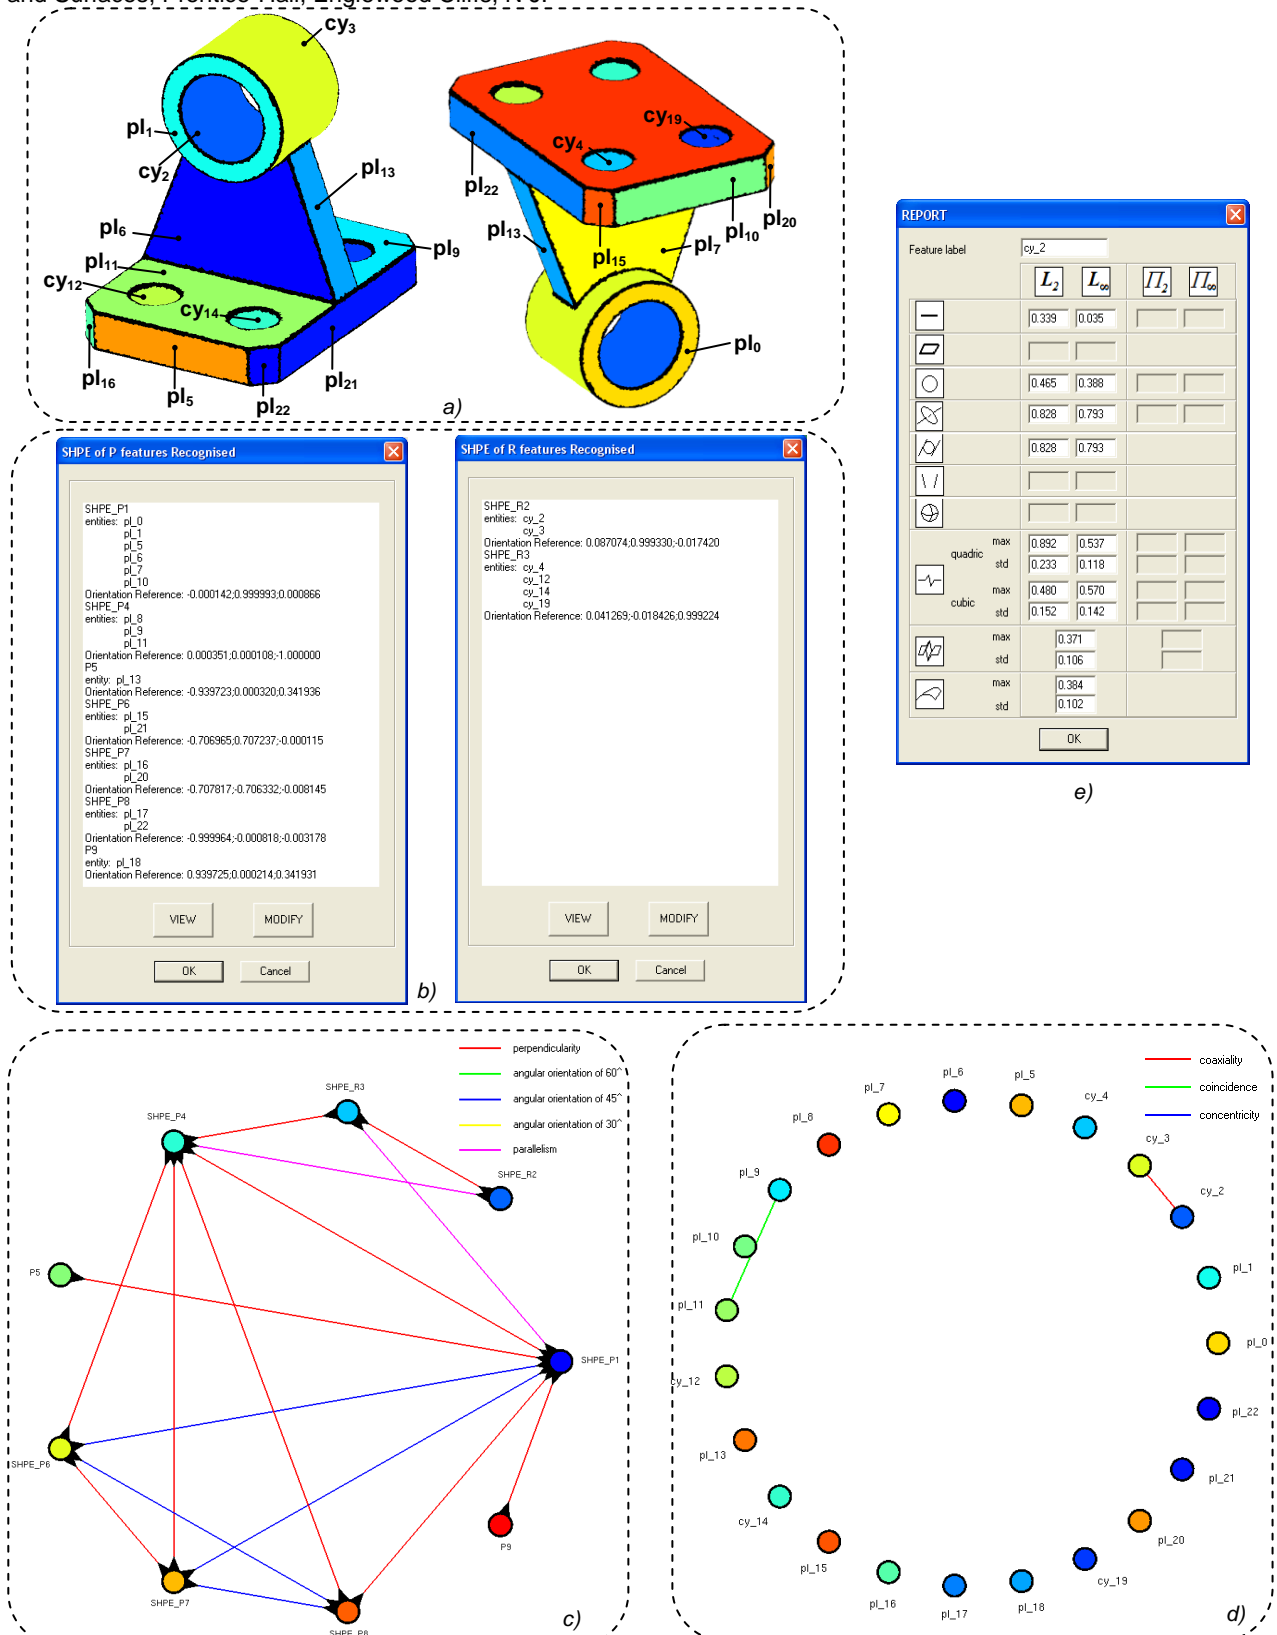 and Surfaces, Prentice-Hall, Englewood Cliffs, N J.
cy3
pl1
cy2
pl13
pl6
pl9
pl11
cy12
cy14
pl16
pl5
pl22
pl21
cy19
cy4
pl22
pl13
pl15
pl10
pl20
pl7
pl0
a)
SHPE of P features Recognised
SHPE_P1
entities: pl_0
pl_1
pl_5
pl_6
pl_7
pl_10
Orientation Reference: -0.000142;0.999993;0.000866
SHPE_P4
entities: pl_8
pl_9
pl_11
Orientation Reference: 0.000351;0.000108;-1.000000
P5
entity: pl_13
Orientation Reference: -0.939723;0.000320;0.341936
SHPE_P6
entities: pl_15
pl_21
Orientation Reference: -0.706965;0.707237;-0.000115
SHPE_P7
entities: pl_16
pl_20
Orientation Reference: -0.707817;-0.706332;-0.008145
SHPE_P8
entities: pl_17
pl_22
Orientation Reference: -0.999964;-0.000818;-0.003178
P9
entity: pl_18
Orientation Reference: 0.939725;0.000214;0.341931
VIEW MODIFY
OK Cancel
SHPE of R features Recognised
SHPE_R2
entities: cy_2
cy_3
Orientation Reference: 0.087074;0.999330;-0.017420
SHPE_R3
entities: cy_4
cy_12
cy_14
cy_19
Orientation Reference: 0.041269;-0.018426;0.999224
VIEW MODIFY
OK Cancel
b)
REPORT
Feature label cy_2
L2 L∞ Π2 Π∞
0.339 0.035
0.465 0.388
0.828 0.793
0.828 0.793
quadric max 0.892 0.537
std 0.233 0.118
cubic max 0.480 0.570
std 0.152 0.142
max 0.371
std 0.106
max 0.384
std 0.102
OK
e)
perpendicularity
angular orientation of 60^
angular orientation of 45^
angular orientation of 30^
parallelism
SHPE_R3
SHPE_P4
SHPE_R2
P5
SHPE_P1
SHPE_P6
P9
SHPE_P7
SHPE_P8
c)
coaxiality
coincidence
concentricity
pl_6
pl_5
pl_7
cy_4
pl_8
cy_3
pl_9
cy_2
pl_10
pl_1
pl_11
pl_0
cy_12
pl_22
pl_13
pl_21
cy_14
pl_20
pl_15
cy_19
pl_16
pl_17
pl_18
d)